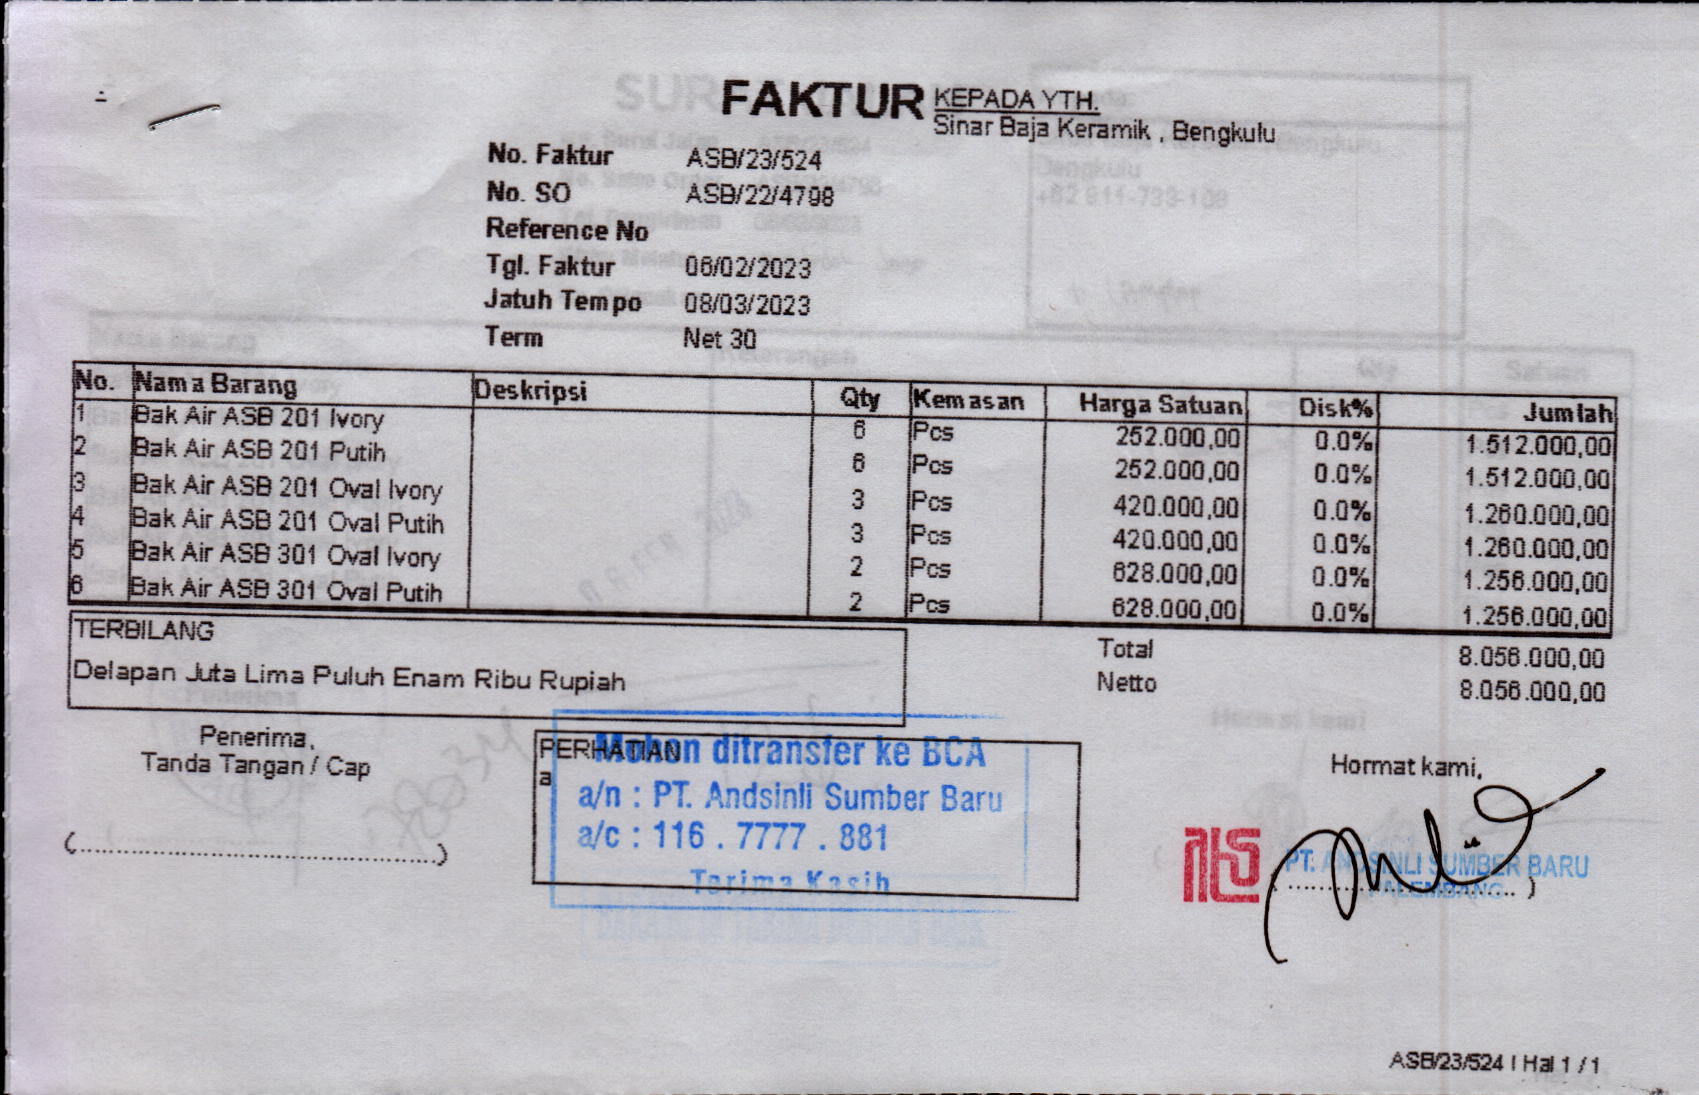 FAKTUR
KEPADA YTH.
Sinar Baja Keramik , Bengkulu
No. Faktur ASB/23/524
No. SO ASB/22/4798
Reference No
Tgl. Faktur 06/02/2023
Jatuh Tempo 08/03/2023
Term Net 30
No. Nama Barang Deskripsi Qty Kemasan Harga Satuan Disk% Jumlah
1 Bak Air ASB 201 Ivory 6 Pcs 252.000,00 0.0% 1.512.000,00
2 Bak Air ASB 201 Putih 6 Pcs 252.000,00 0.0% 1.512.000,00
3 Bak Air ASB 201 Oval Ivory 3 Pcs 420.000,00 0.0% 1.260.000,00
4 Bak Air ASB 201 Oval Putih 3 Pcs 420.000,00 0.0% 1.260.000,00
5 Bak Air ASB 301 Oval Ivory 2 Pcs 628.000,00 0.0% 1.256.000,00
6 Bak Air ASB 301 Oval Putih 2 Pcs 628.000,00 0.0% 1.256.000,00
TERBILANG
Delapan Juta Lima Puluh Enam Ribu Rupiah
Total 8.056.000,00
Netto 8.056.000,00
Penerima,
Tanda Tangan / Cap
(..............................................)
PERHATIAN
a
Mohon ditransfer ke BCA
a/n : PT. Andsinli Sumber Baru
a/c : 116 . 7777 . 881
Terima Kasih
Hormat kami,
PT. ANDSINLI SUMBER BARU
PALEMBANG
ASB/23/524 | Hal 1 / 1